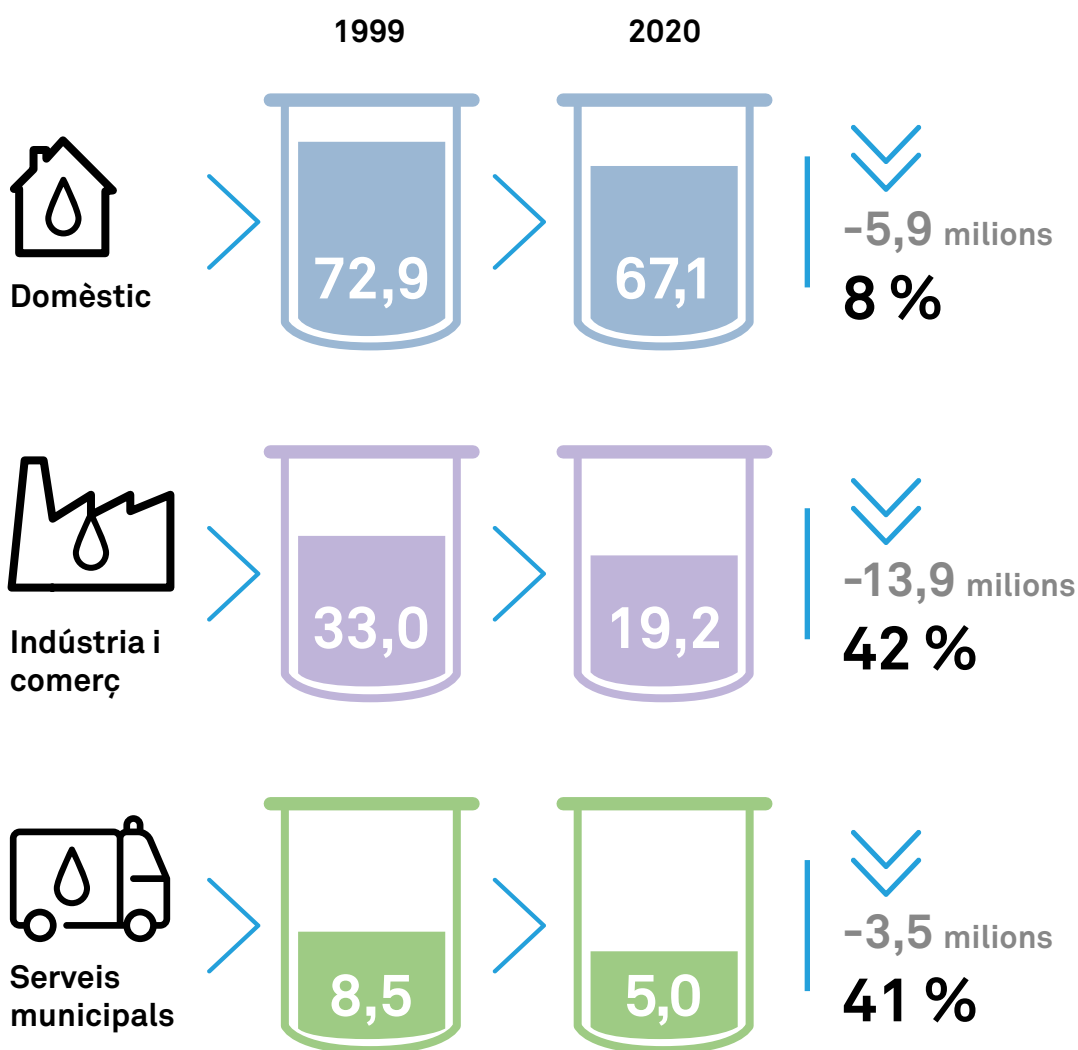 1999 2020
72,9 67,1 -5,9 milions
Domèstic 8 %
33,0 19,2 -13,9 milions
Indústria i 42 %
comerç
8,5 5,0 -3,5 milions
Serveis 41 %
municipals